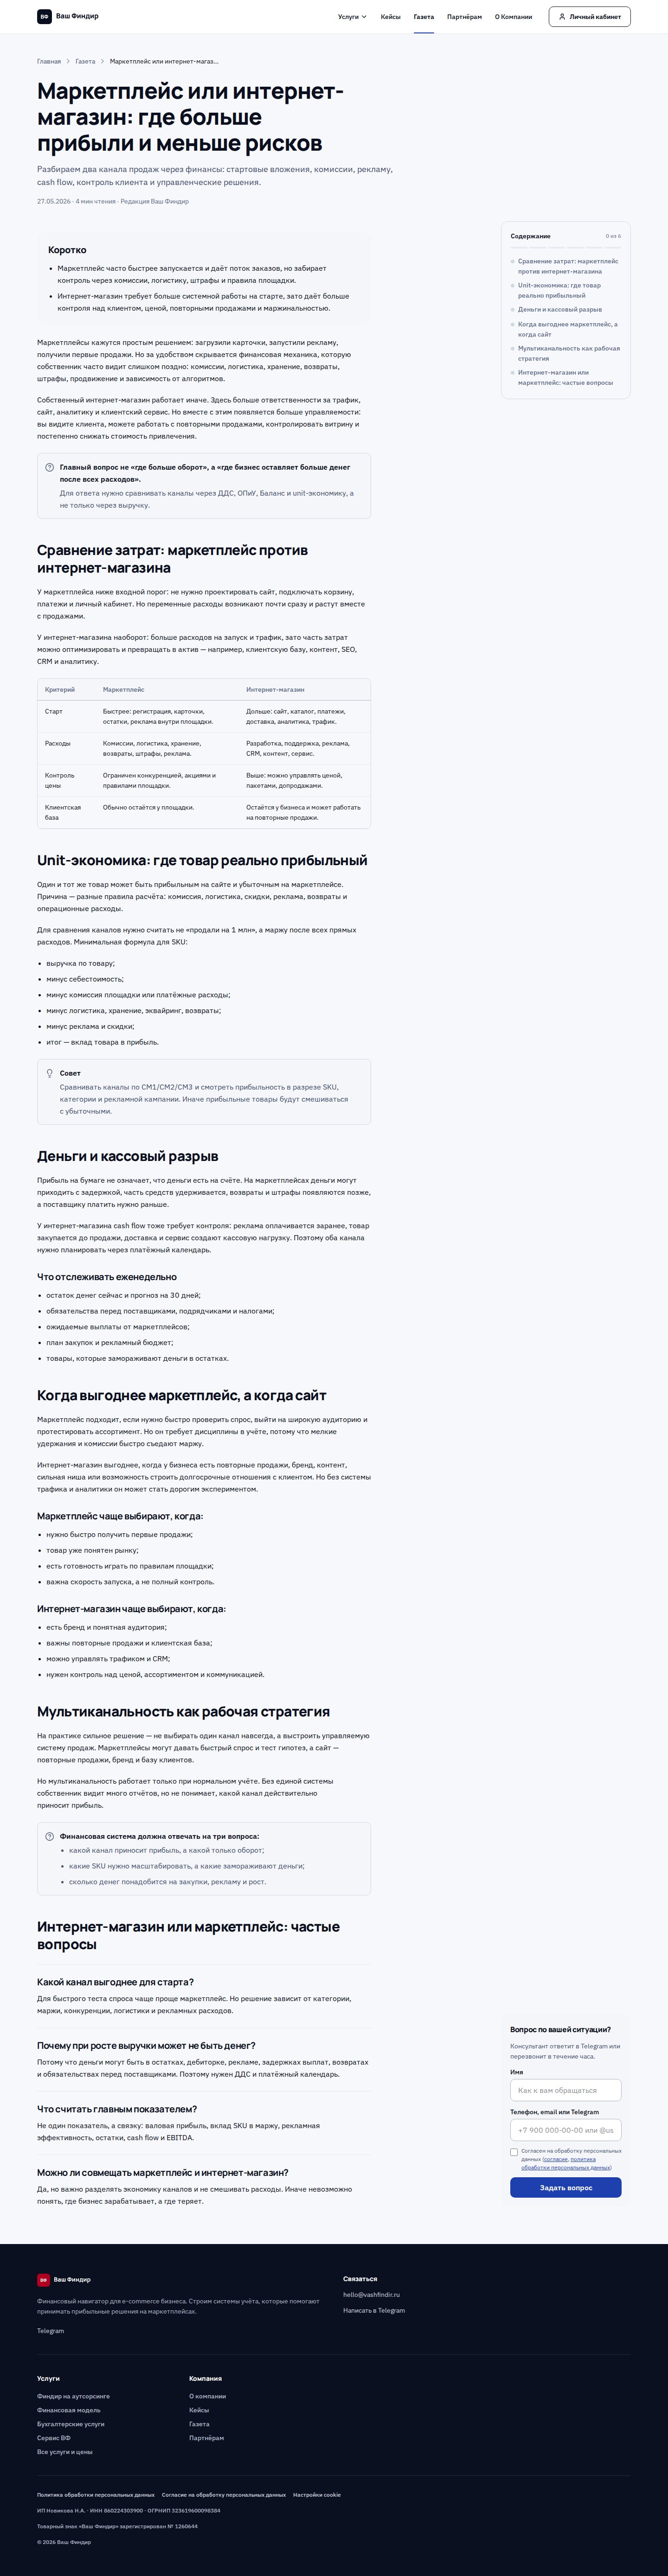 ВФ Ваш Финдир
Услуги Кейсы Газета Партнёрам О Компании Личный кабинет
Главная > Газета > Маркетплейс или интернет-магаз...
Маркетплейс или интернет-
магазин: где больше
прибыли и меньше рисков
Разбираем два канала продаж через финансы: стартовые вложения, комиссии, рекламу,
cash flow, контроль клиента и управленческие решения.
27.05.2026 · 4 мин чтения · Редакция Ваш Финдир
Содержание 0 из 6
Сравнение затрат: маркетплейс
против интернет-магазина
Unit-экономика: где товар
реально прибыльный
Деньги и кассовый разрыв
Когда выгоднее маркетплейс, а
когда сайт
Мультиканальность как рабочая
стратегия
Интернет-магазин или
маркетплейс: частые вопросы
Коротко
• Маркетплейс часто быстрее запускается и даёт поток заказов, но забирает
контроль через комиссии, логистику, штрафы и правила площадки.
• Интернет-магазин требует больше системной работы на старте, зато даёт больше
контроля над клиентом, ценой, повторными продажами и маржинальностью.
Маркетплейсы кажутся простым решением: загрузили карточки, запустили рекламу,
получили первые продажи. Но за удобством скрывается финансовая механика, которую
собственник часто видит слишком поздно: комиссии, логистика, хранение, возвраты,
штрафы, продвижение и зависимость от алгоритмов.
Собственный интернет-магазин работает иначе. Здесь больше ответственности за трафик,
сайт, аналитику и клиентский сервис. Но вместе с этим появляется больше управляемости:
вы видите клиента, можете работать с повторными продажами, контролировать витрину и
постепенно снижать стоимость привлечения.
Главный вопрос не «где больше оборот», а «где бизнес оставляет больше денег
после всех расходов».
Для ответа нужно сравнивать каналы через ДДС, ОПиУ, Баланс и unit-экономику, а
не только через выручку.
Сравнение затрат: маркетплейс против
интернет-магазина
У маркетплейса ниже входной порог: не нужно проектировать сайт, подключать корзину,
платежи и личный кабинет. Но переменные расходы возникают почти сразу и растут вместе
с продажами.
У интернет-магазина наоборот: больше расходов на запуск и трафик, зато часть затрат
можно оптимизировать и превращать в актив — например, клиентскую базу, контент, SEO,
CRM и аналитику.
Критерий Маркетплейс Интернет-магазин
Старт Быстрее: регистрация, карточки, остатки, реклама внутри площадки. Дольше: сайт, каталог, платежи, доставка, аналитика, трафик.
Расходы Комиссии, логистика, хранение, возвраты, штрафы, реклама. Разработка, поддержка, реклама, CRM, контент, сервис.
Контроль цены Ограничен конкуренцией, акциями и правилами площадки. Выше: можно управлять ценой, пакетами, допродажами.
Клиентская база Обычно остаётся у площадки. Остаётся у бизнеса и может работать на повторные продажи.
Unit-экономика: где товар реально прибыльный
Один и тот же товар может быть прибыльным на сайте и убыточным на маркетплейсе.
Причина — разные правила расчёта: комиссия, логистика, скидки, реклама, возвраты и
операционные расходы.
Для сравнения каналов нужно считать не «продали на 1 млн», а маржу после всех прямых
расходов. Минимальная формула для SKU:
• выручка по товару;
• минус себестоимость;
• минус комиссия площадки или платёжные расходы;
• минус логистика, хранение, эквайринг, возвраты;
• минус реклама и скидки;
• итог — вклад товара в прибыль.
Совет
Сравнивать каналы по CM1/CM2/CM3 и смотреть прибыльность в разрезе SKU,
категории и рекламной кампании. Иначе прибыльные товары будут смешиваться
с убыточными.
Деньги и кассовый разрыв
Прибыль на бумаге не означает, что деньги есть на счёте. На маркетплейсах деньги могут
приходить с задержкой, часть средств удерживается, возвраты и штрафы появляются позже,
а поставщику платить нужно раньше.
У интернет-магазина cash flow тоже требует контроля: реклама оплачивается заранее, товар
закупается до продажи, доставка и сервис создают кассовую нагрузку. Поэтому оба канала
нужно планировать через платёжный календарь.
Что отслеживать еженедельно
• остаток денег сейчас и прогноз на 30 дней;
• обязательства перед поставщиками, подрядчиками и налогами;
• ожидаемые выплаты от маркетплейсов;
• план закупок и рекламный бюджет;
• товары, которые замораживают деньги в остатках.
Когда выгоднее маркетплейс, а когда сайт
Маркетплейс подходит, если нужно быстро проверить спрос, выйти на широкую аудиторию и
протестировать ассортимент. Но он требует дисциплины в учёте, потому что мелкие
удержания и комиссии быстро съедают маржу.
Интернет-магазин выгоднее, когда у бизнеса есть повторные продажи, бренд, контент,
сильная ниша или возможность строить долгосрочные отношения с клиентом. Но без системы
трафика и аналитики он может стать дорогим экспериментом.
Маркетплейс чаще выбирают, когда:
• нужно быстро получить первые продажи;
• товар уже понятен рынку;
• есть готовность играть по правилам площадки;
• важна скорость запуска, а не полный контроль.
Интернет-магазин чаще выбирают, когда:
• есть бренд и понятная аудитория;
• важны повторные продажи и клиентская база;
• можно управлять трафиком и CRM;
• нужен контроль над ценой, ассортиментом и коммуникацией.
Мультиканальность как рабочая стратегия
На практике сильное решение — не выбирать один канал навсегда, а выстроить управляемую
систему продаж. Маркетплейсы могут давать быстрый спрос и тест гипотез, а сайт —
повторные продажи, бренд и базу клиентов.
Но мультиканальность работает только при нормальном учёте. Без единой системы
собственник видит много отчётов, но не понимает, какой канал действительно
приносит прибыль.
Финансовая система должна отвечать на три вопроса:
• какой канал приносит прибыль, а какой только оборот;
• какие SKU нужно масштабировать, а какие замораживают деньги;
• сколько денег понадобится на закупки, рекламу и рост.
Интернет-магазин или маркетплейс: частые
вопросы
Какой канал выгоднее для старта?
Для быстрого теста спроса чаще проще маркетплейс. Но решение зависит от категории,
маржи, конкуренции, логистики и рекламных расходов.
Почему при росте выручки может не быть денег?
Потому что деньги могут быть в остатках, дебиторке, рекламе, задержках выплат, возвратах
и обязательствах перед поставщиками. Поэтому нужен ДДС и платёжный календарь.
Что считать главным показателем?
Не один показатель, а связку: валовая прибыль, вклад SKU в маржу, рекламная
эффективность, остатки, cash flow и EBITDA.
Можно ли совмещать маркетплейс и интернет-магазин?
Да, но важно разделять экономику каналов и не смешивать расходы. Иначе невозможно
понять, где бизнес зарабатывает, а где теряет.
Вопрос по вашей ситуации?
Консультант ответит в Telegram или
перезвонит в течение часа.
Имя
Как к вам обращаться
Телефон, email или Telegram
+7 900 000-00-00 или @us
Согласен на обработку персональных
данных (согласие, политика
обработки персональных данных)
Задать вопрос
ВФ Ваш Финдир
Финансовый навигатор для e-commerce бизнеса. Строим системы учёта, которые помогают
принимать прибыльные решения на маркетплейсах.
Telegram
Связаться
hello@vashfindir.ru
Написать в Telegram
Услуги
Финдир на аутсорсинге
Финансовая модель
Бухгалтерские услуги
Сервис ВФ
Все услуги и цены
Компания
О компании
Кейсы
Газета
Партнёрам
Политика обработки персональных данных Согласие на обработку персональных данных Настройки cookie
ИП Новикова Н.А. · ИНН 860224303900 · ОГРНИП 323619600098384
Товарный знак «Ваш Финдир» зарегистрирован № 1260644
© 2026 Ваш Финдир